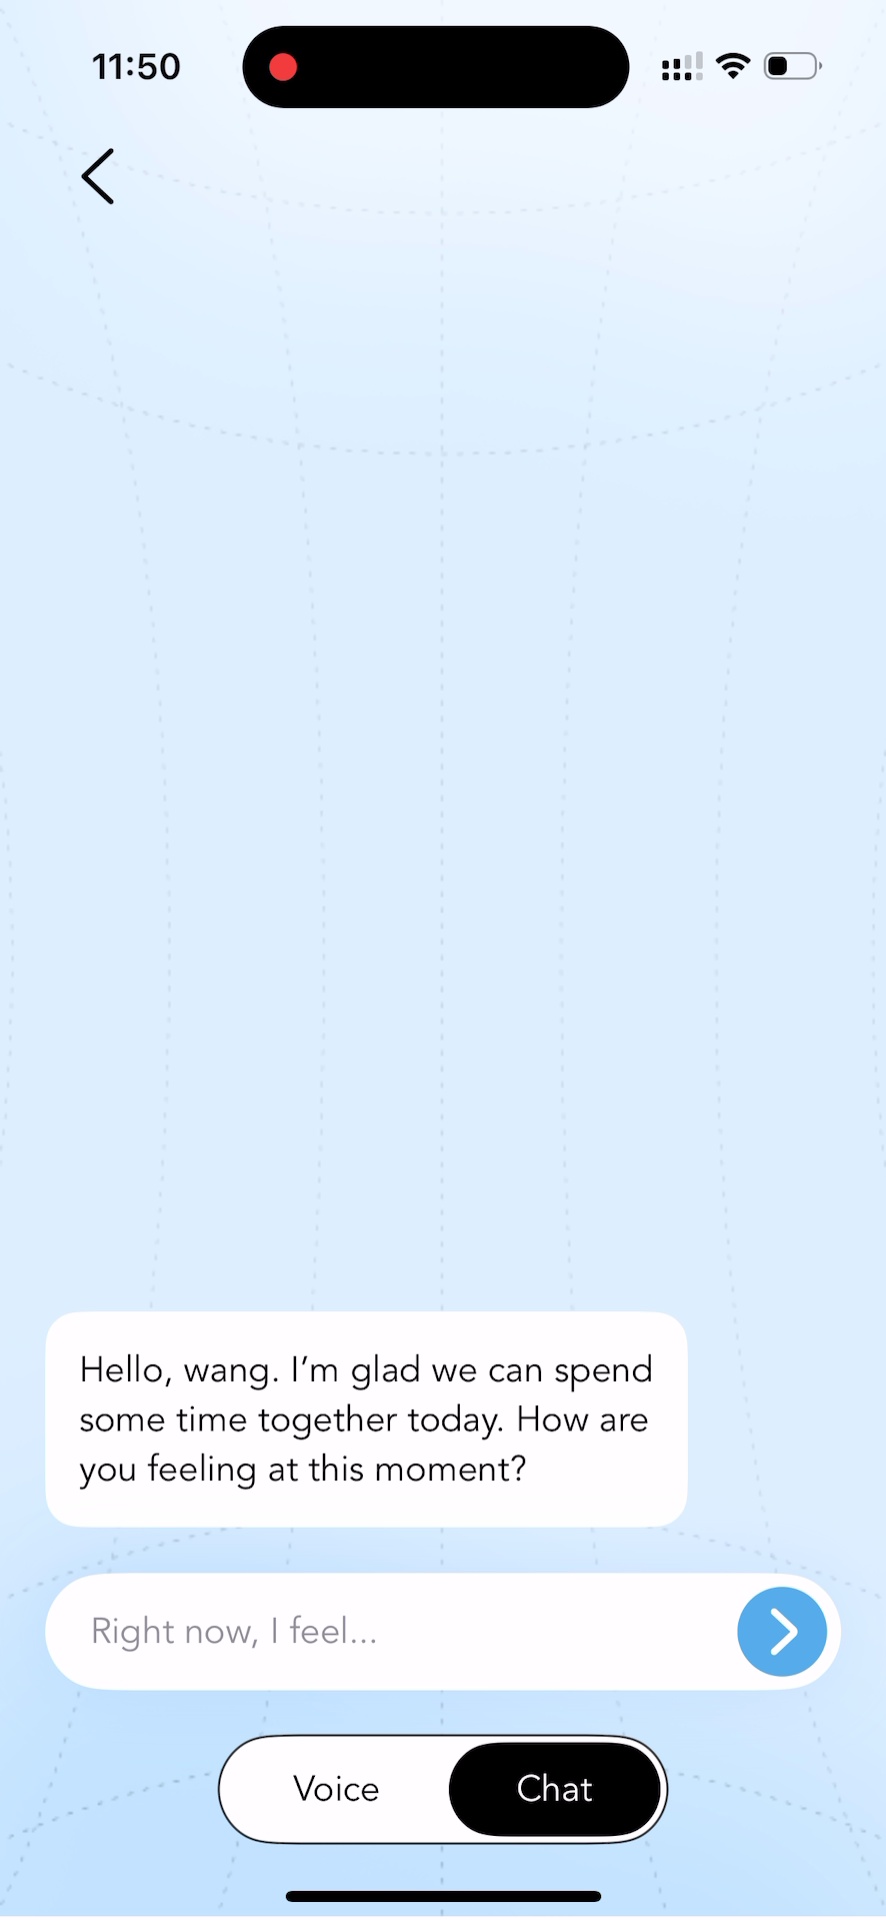 11:50
Hello, wang. I’m glad we can spend
some time together today. How are
you feeling at this moment?
Right now, I feel...
Voice
Chat